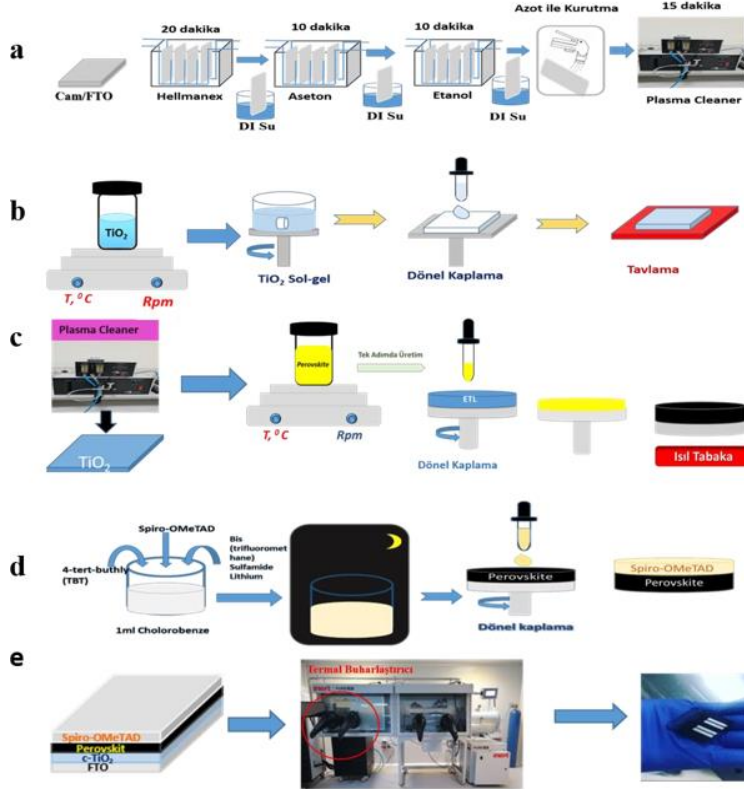 a
20 dakika
10 dakika
10 dakika
Azot ile Kurutma
15 dakika
Cam/FTO
Hellmanex
Aseton
Etanol
Plasma Cleaner
DI Su
DI Su
DI Su
b
TiO2
T, ⁰ C
Rpm
TiO2 Sol-gel
Dönel Kaplama
Tavlama
c
Plasma Cleaner
TiO2
Perovskite
T, ⁰ C
Rpm
Tek Adımda Üretim
ETL
Dönel Kaplama
Isıl Tabaka
d
Spiro-OMeTAD
4-tert-buthly
(TBT)
Bis
(trifluoromet
hane)
Sulfamide
Lithium
1ml Cholorobenze
Perovskite
Dönel kaplama
Spiro-OMeTAD
Perovskite
e
Spiro-OMeTAD
Perovskit
c-TiO2
FTO
Termal Buharlaştırıcı
inert